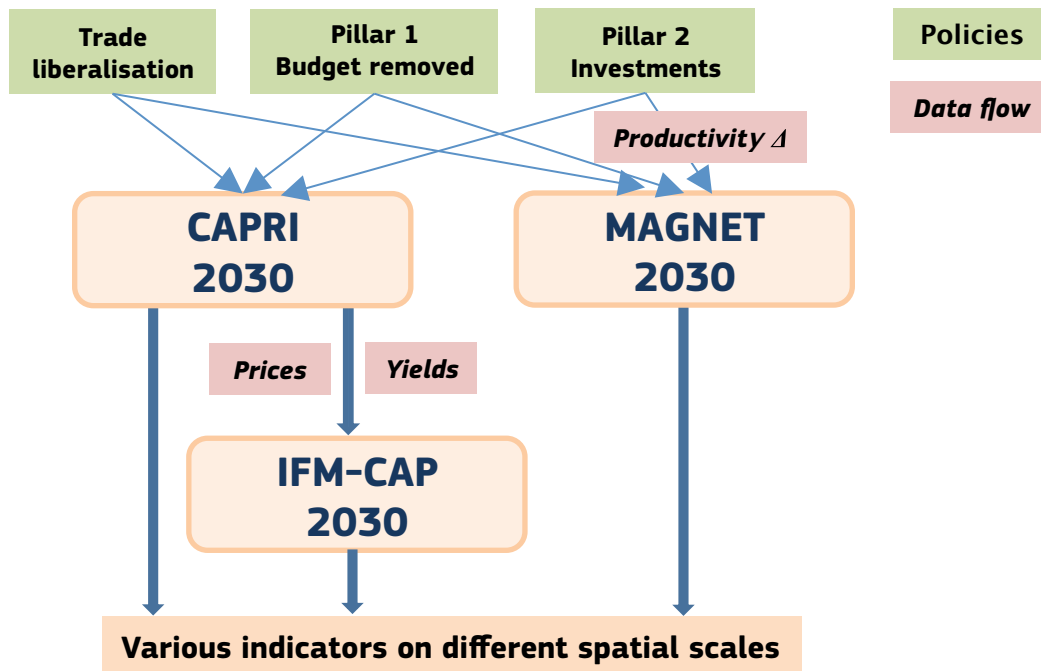 Trade
liberalisation
Pillar 1
Budget removed
Pillar 2
Investments
Policies
Data flow
Productivity Δ
CAPRI
2030
MAGNET
2030
Prices
Yields
IFM-CAP
2030
Various indicators on different spatial scales